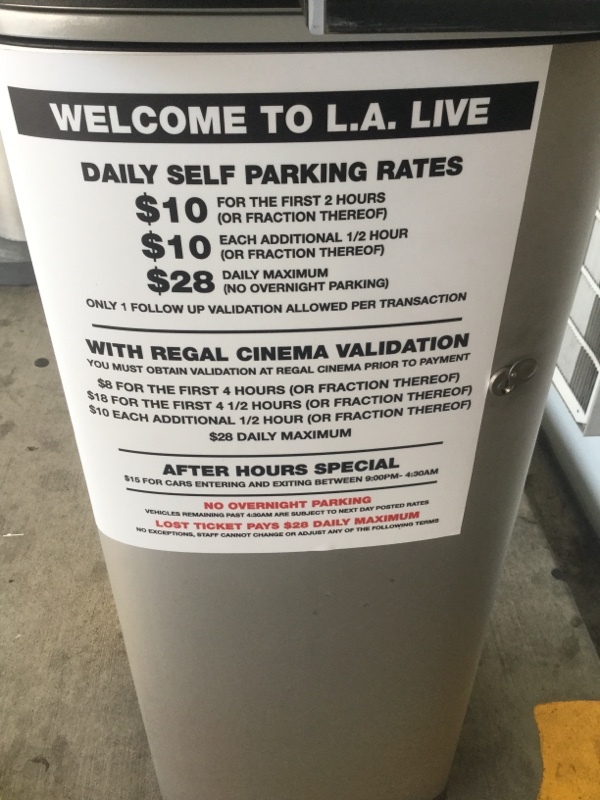 WELCOME TO L.A. LIVE
DAILY SELF PARKING RATES
$10 FOR THE FIRST 2 HOURS
(OR FRACTION THEREOF)
$10 EACH ADDITIONAL 1/2 HOUR
(OR FRACTION THEREOF)
$28 DAILY MAXIMUM
(NO OVERNIGHT PARKING)
ONLY 1 FOLLOW UP VALIDATION ALLOWED PER TRANSACTION
WITH REGAL CINEMA VALIDATION
YOU MUST OBTAIN VALIDATION AT REGAL CINEMA PRIOR TO PAYMENT
$8 FOR THE FIRST 4 HOURS (OR FRACTION THEREOF)
$18 FOR THE FIRST 4 1/2 HOURS (OR FRACTION THEREOF)
$10 EACH ADDITIONAL 1/2 HOUR (OR FRACTION THEREOF)
$28 DAILY MAXIMUM
AFTER HOURS SPECIAL
$15 FOR CARS ENTERING AND EXITING BETWEEN 9:00PM- 4:30AM
NO OVERNIGHT PARKING
VEHICLES REMAINING PAST 4:30AM ARE SUBJECT TO NEXT DAY POSTED RATES
LOST TICKET PAYS $28 DAILY MAXIMUM
NO EXCEPTIONS, STAFF CANNOT CHANGE OR ADJUST ANY OF THE FOLLOWING TERMS